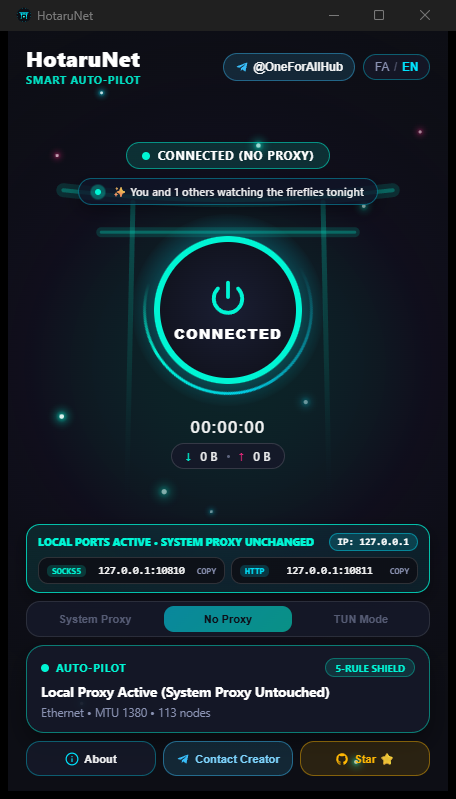 HotaruNet
HotaruNet
SMART AUTO-PILOT
@OneForAllHub
FA / EN
CONNECTED (NO PROXY)
✨ You and 1 others watching the fireflies tonight
CONNECTED
00:00:00
↓ 0 B • ↑ 0 B
LOCAL PORTS ACTIVE • SYSTEM PROXY UNCHANGED
IP: 127.0.0.1
SOCKS5 127.0.0.1:10810 COPY
HTTP 127.0.0.1:10811 COPY
System Proxy
No Proxy
TUN Mode
AUTO-PILOT
5-RULE SHIELD
Local Proxy Active (System Proxy Untouched)
Ethernet • MTU 1380 • 113 nodes
About
Contact Creator
Star ⭐